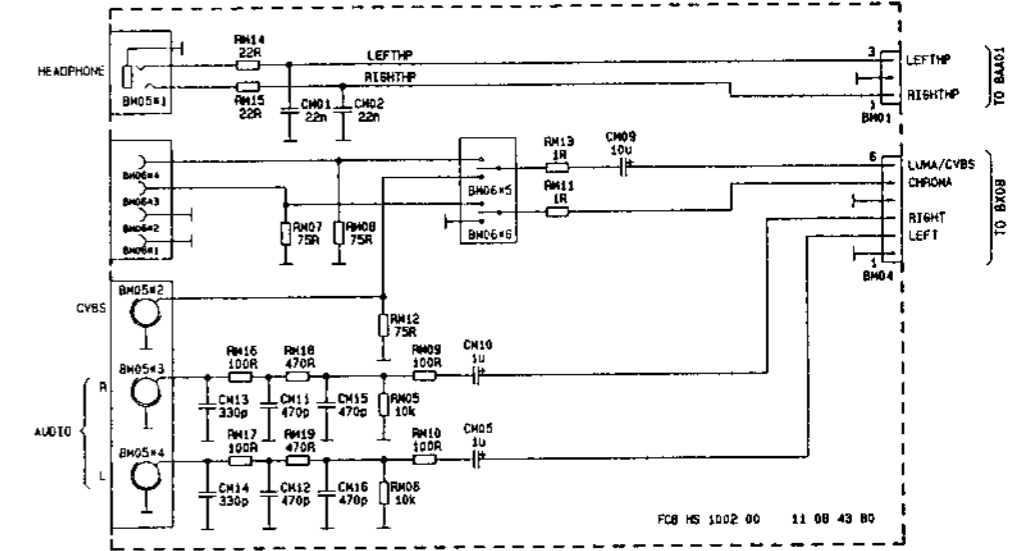 HEADPHONE
BM05*1
RM14
22R
RM15
22R
LEFTHP
RIGHTHP
CM01
22n
CM02
22n
3
LEFTHP
RIGHTHP
1
BM01
TO BAA01
BM06*4
BM06*3
BM06*2
BM06*1
RM07
75R
RM08
75R
BM06*5
BM06*6
RM13
1R
CM09
10U
RM11
1R
6
LUMA/CVBS
CHROMA
RIGHT
LEFT
1
BM04
TO BX08
CVBS
BM05*2
RM12
75R
AUDIO
R
BM05*3
RM16
100R
RM18
470R
RM09
100R
CM10
1U
CM13
330p
CM11
470p
CM15
470p
RM05
10k
L
BM05*4
RM17
100R
RM19
470R
RM10
100R
CM05
1U
CM14
330p
CM12
470p
CM16
470p
RM06
10k
FCB HS 1002 00 11 08 43 80